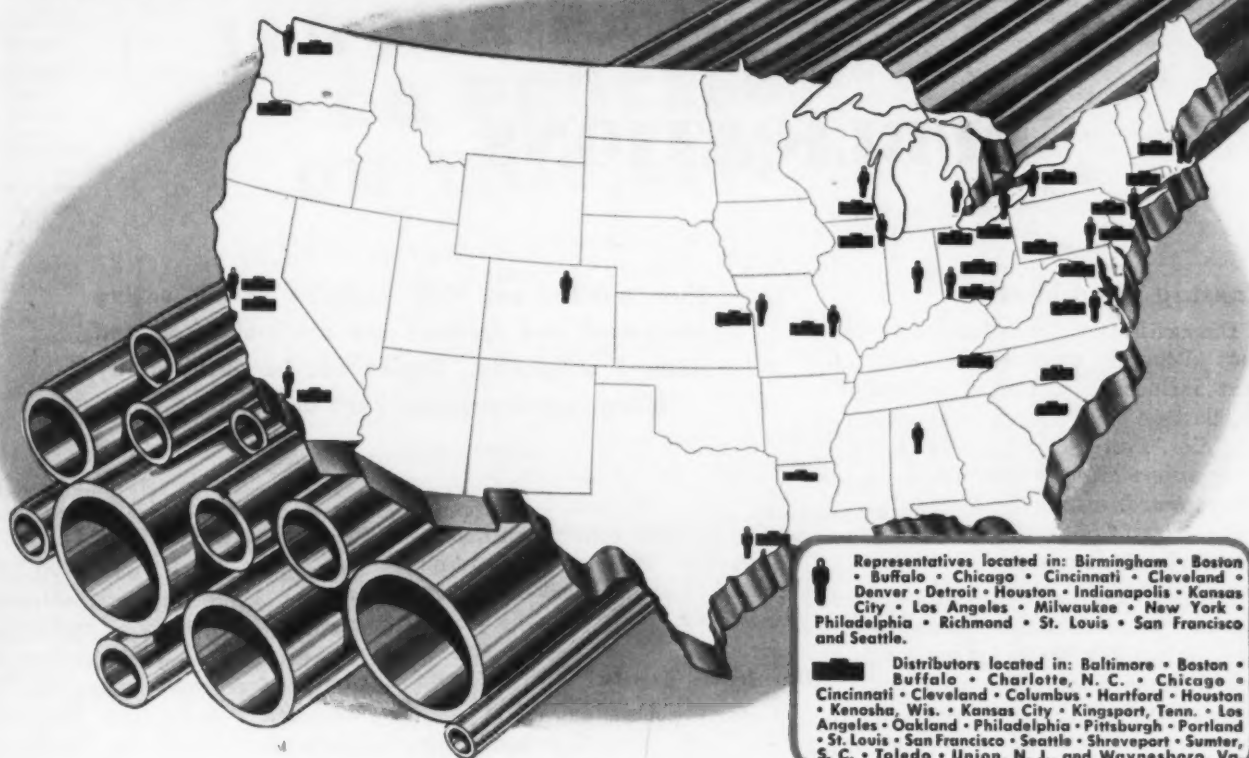 Representatives located in: Birmingham • Boston
• Buffalo • Chicago • Cincinnati • Cleveland •
Denver • Detroit • Houston • Indianapolis • Kansas
City • Los Angeles • Milwaukee • New York •
Philadelphia • Richmond • St. Louis • San Francisco
and Seattle.
Distributors located in: Baltimore • Boston •
Buffalo • Charlotte, N. C. • Chicago •
Cincinnati • Cleveland • Columbus • Hartford • Houston
• Kenosha, Wis. • Kansas City • Kingsport, Tenn. • Los
Angeles • Oakland • Philadelphia • Pittsburgh • Portland
• St. Louis • San Francisco • Seattle • Shreveport • Sumter,
S. C. • Toledo • Union, N. J. and Waynesboro, Va.